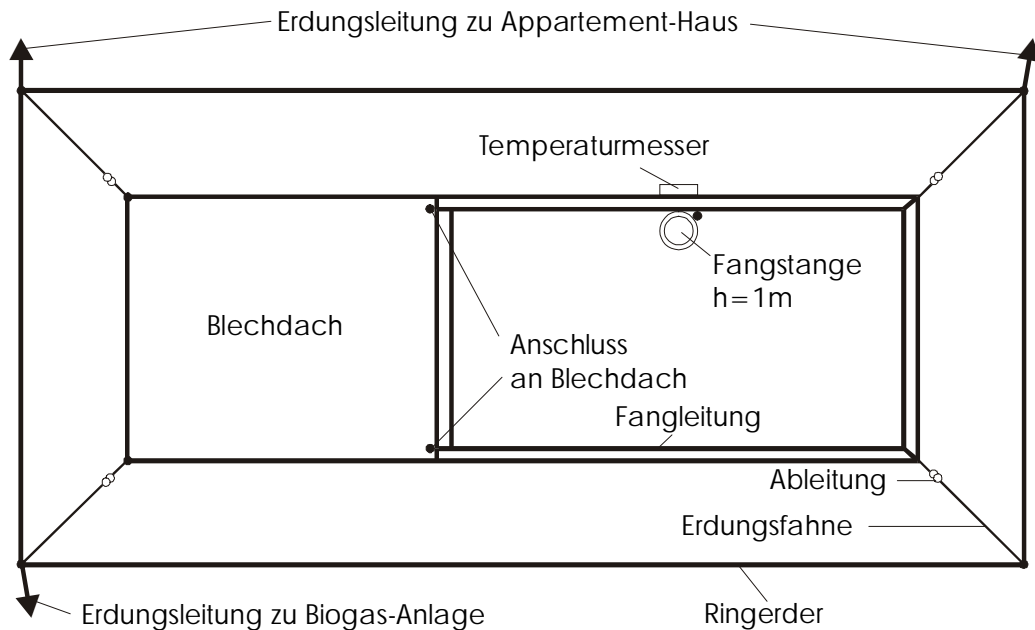 Erdungsleitung zu Appartement-Haus
Temperaturmesser
Fangstange
h=1m
Blechdach
Anschluss
an Blechdach
Fangleitung
Ableitung
Erdungsfahne
Erdungsleitung zu Biogas-Anlage
Ringerder